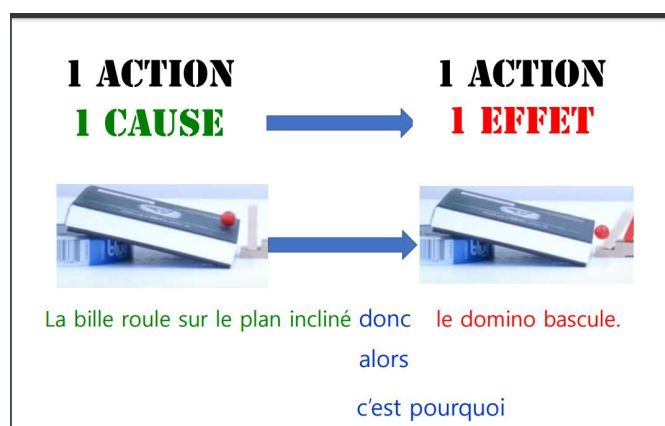 1 ACTION
1 CAUSE
1 ACTION
1 EFFET
La bille roule sur le plan incliné donc le domino bascule.
alors
c'est pourquoi